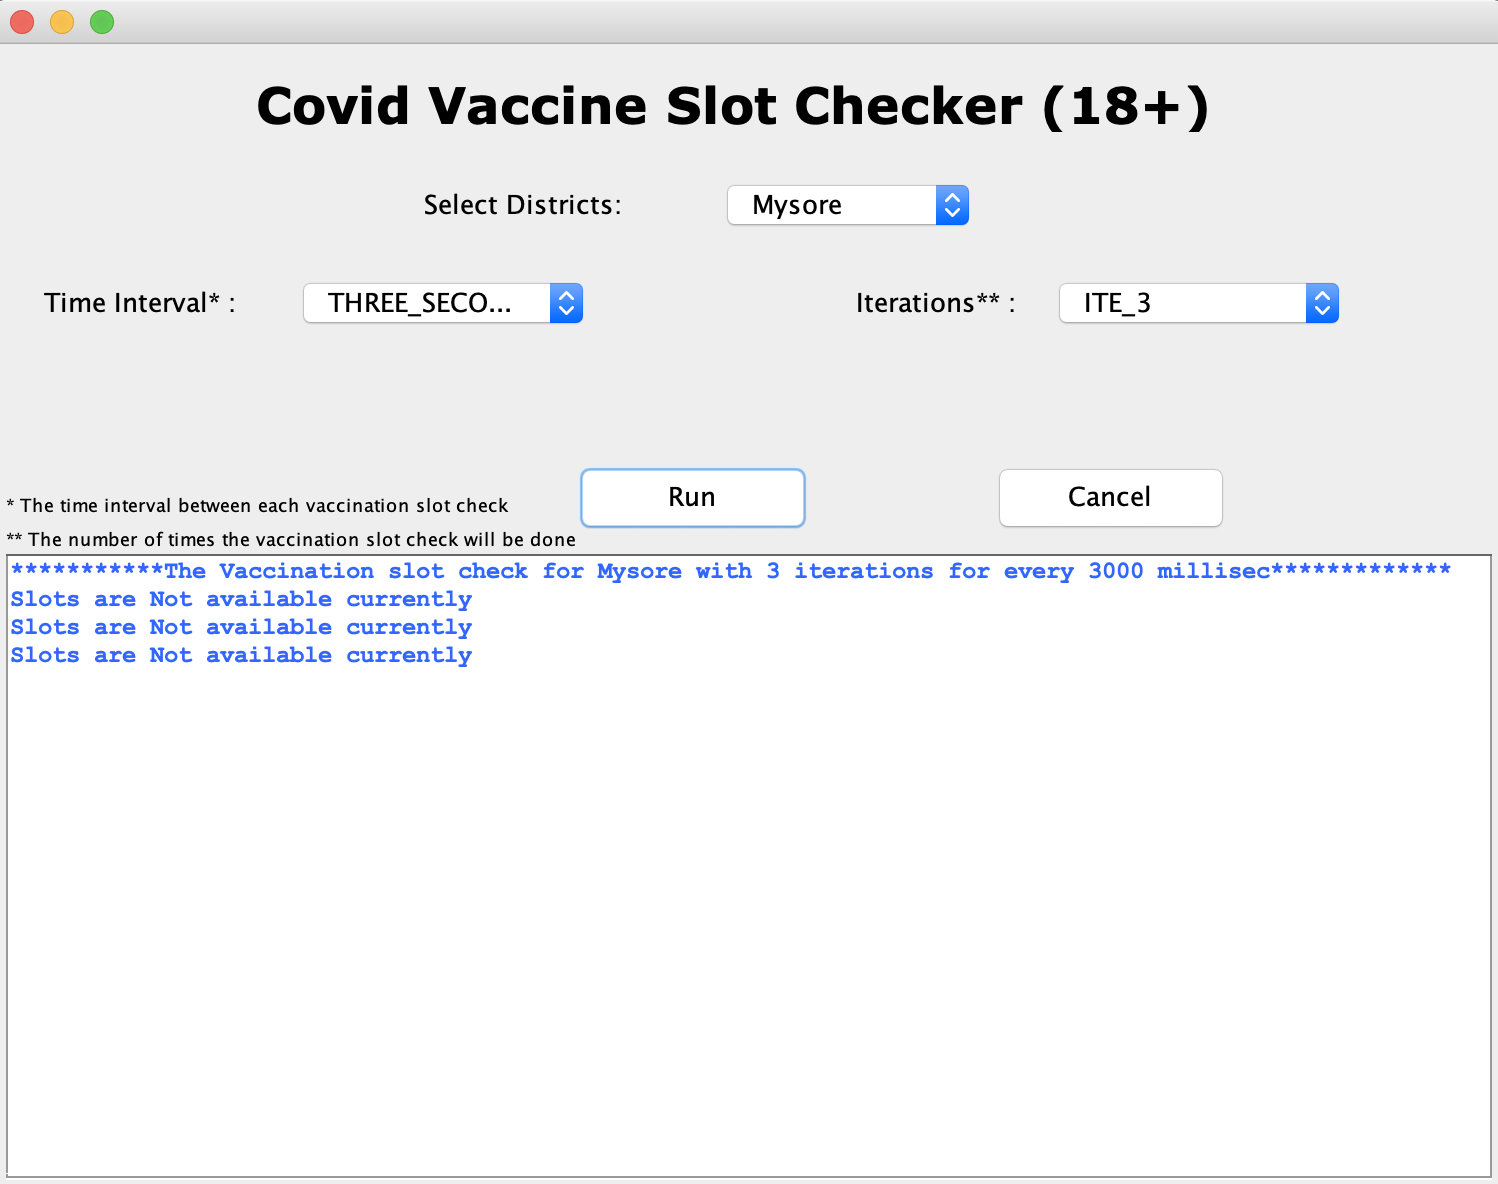 Covid Vaccine Slot Checker (18+)
Select Districts: Mysore
Time Interval* : THREE_SECO... Iterations** : ITE_3
Run Cancel
* The time interval between each vaccination slot check
** The number of times the vaccination slot check will be done
***********The Vaccination slot check for Mysore with 3 iterations for every 3000 millisec*************
Slots are Not available currently
Slots are Not available currently
Slots are Not available currently